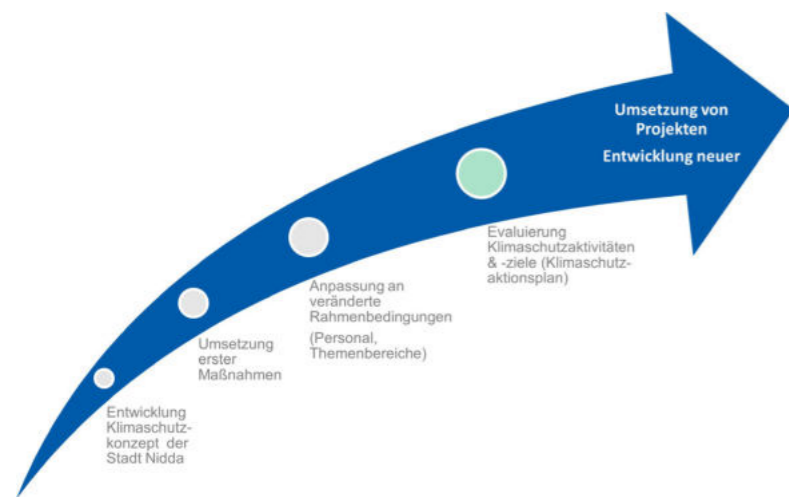 Umsetzung von
Projekten
Entwicklung neuer
Evaluierung
Klimaschutzaktivitäten
& -ziele (Klimaschutz-
aktionsplan)
Anpassung an
veränderte
Rahmenbedingungen
(Personal,
Themenbereiche)
Umsetzung
erster
Maßnahmen
Entwicklung
Klimaschutz-
konzept der
Stadt Nidda